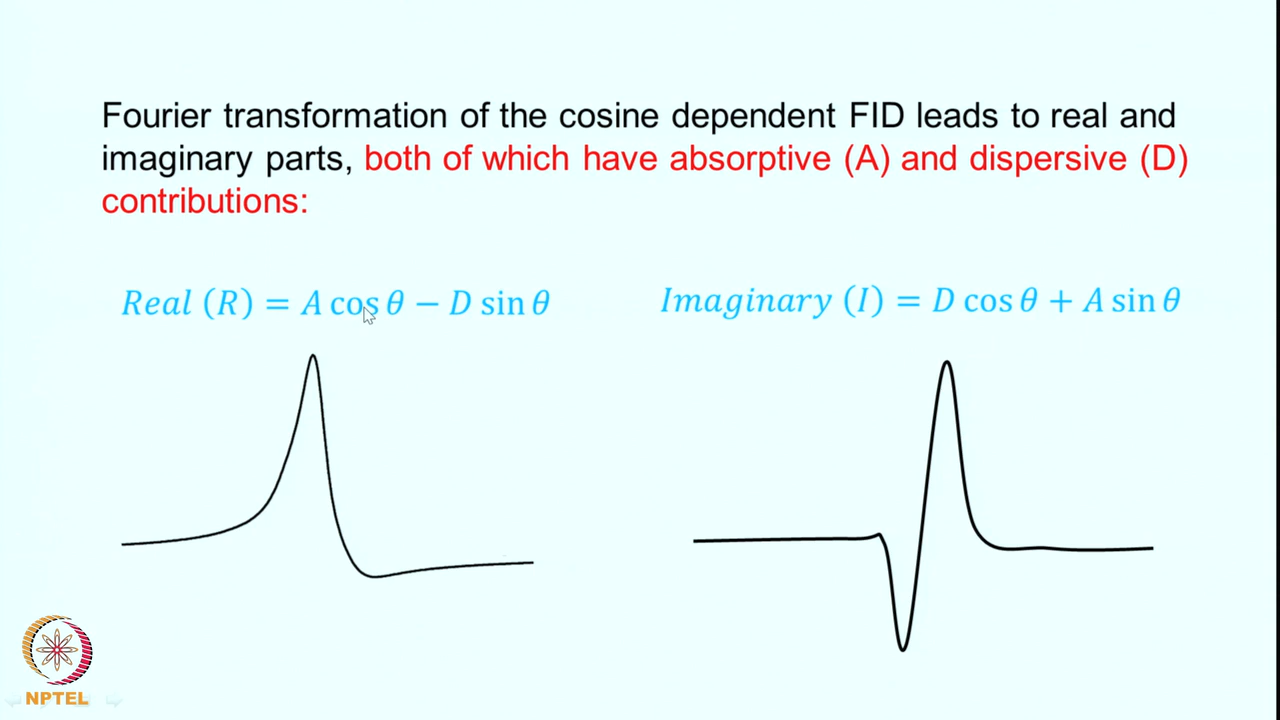 Fourier transformation of the cosine dependent FID leads to real and
imaginary parts, both of which have absorptive (A) and dispersive (D)
contributions:
Real (R) = A cos θ − D sin θ
Imaginary (I) = D cos θ + A sin θ
NPTEL